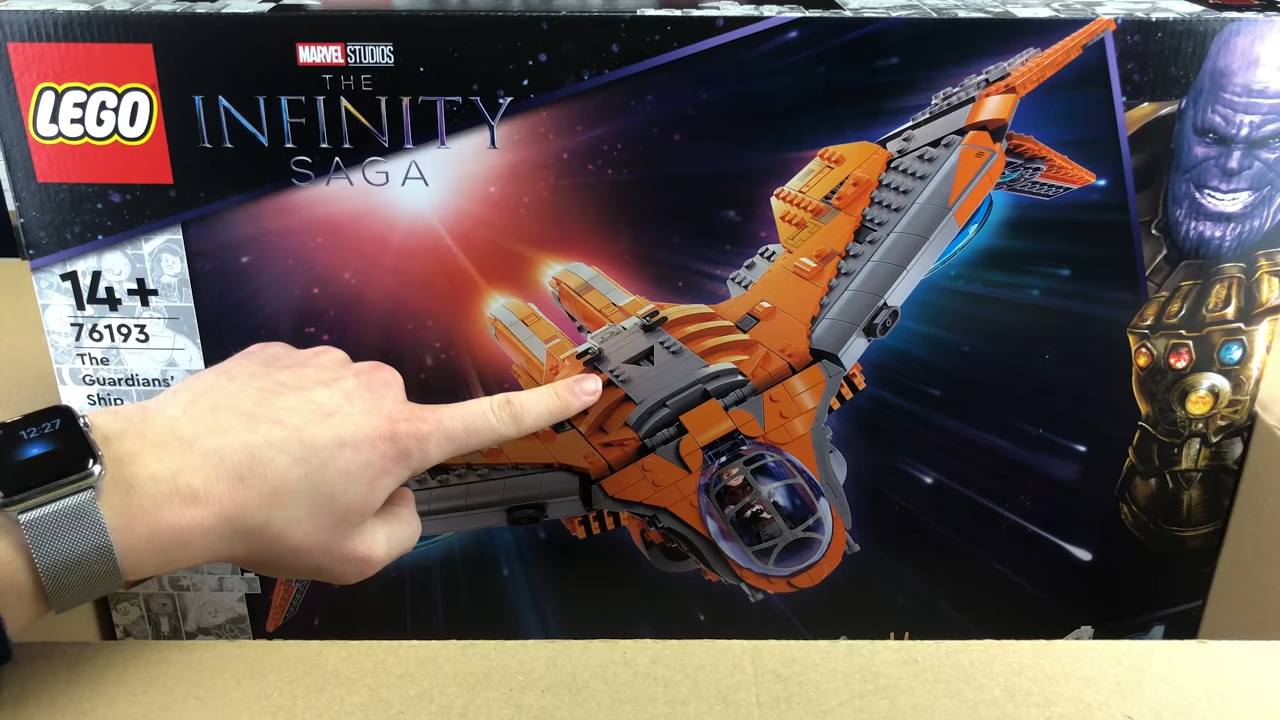 LEGO
MARVEL STUDIOS
THE
INFINITY
SAGA
14+
76193
The
Guardians'
Ship
12:27